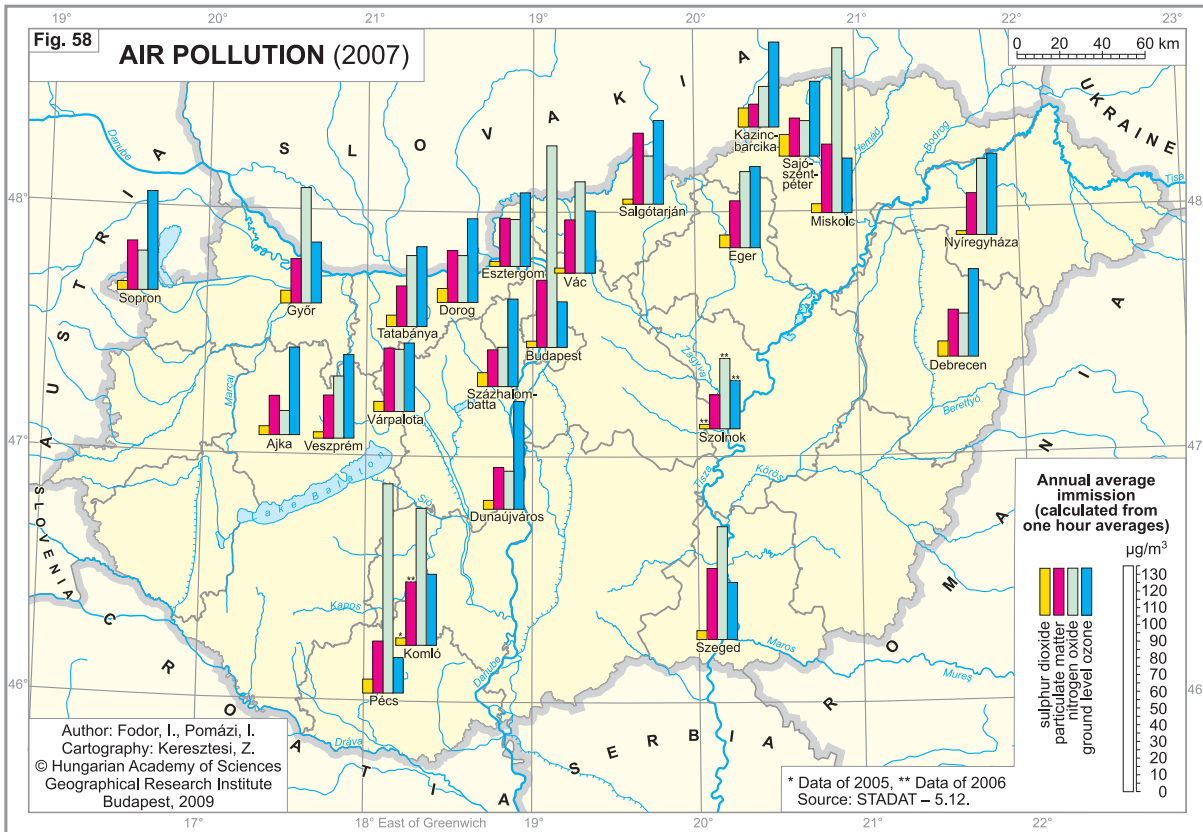 19°
20°
21°
19°
20°
21°
22°
23°
Fig. 58
AIR POLLUTION (2007)
0 20 40 60 km
SLOVAKIA
UKRAINE
AUSTRIA
SLOVENIA
CROATIA
SERBIA
ROMANIA
48°
48°
47°
47°
46°
46°
Danube
Hernád
Bodrog
Tisa
Kazinc-
barcika
Sajó-
szent-
péter
Miskolc
Salgótarján
Eger
Nyíregyháza
Sopron
Győr
Tatabánya
Dorog
Esztergom
Vác
Budapest
Százhalom-
batta
Debrecen
Zagyva
**
**
**
Szolnok
Marcal
Ajka
Veszprém
Várpalota
Berettyó
Körös
Tisza
Lake Balaton
Sió
Dunaújváros
Kapos
**
*
Komló
Pécs
Danube
Dráva
Szeged
Maros
Mureş
Annual average
immission
(calculated from
one hour averages)
µg/m³
130
120
110
100
90
80
70
60
50
40
30
20
10
0
sulphur dioxide
particulate matter
nitrogen oxide
ground level ozone
Author: Fodor, I., Pomázi, I.
Cartography: Keresztesi, Z.
© Hungarian Academy of Sciences
Geographical Research Institute
Budapest, 2009
* Data of 2005, ** Data of 2006
Source: STADAT – 5.12.
17°
18° East of Greenwich
19°
20°
21°
22°